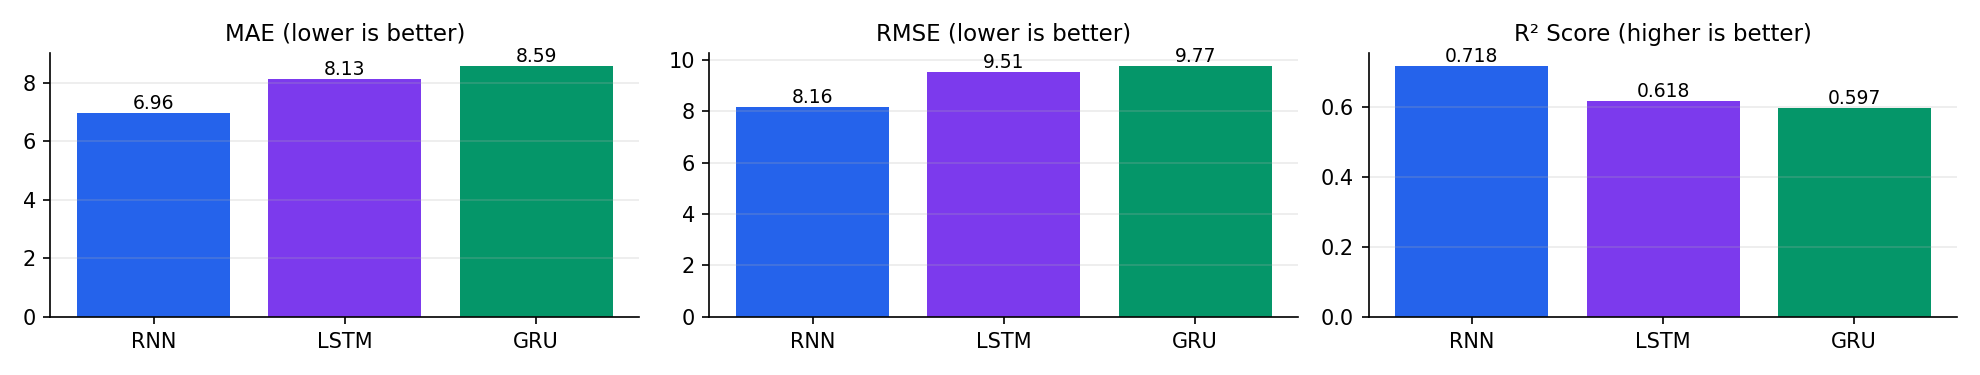 MAE (lower is better)
8
6
4
2
0
6.96
8.13
8.59
RNN
LSTM
GRU
RMSE (lower is better)
10
8
6
4
2
0
8.16
9.51
9.77
RNN
LSTM
GRU
R² Score (higher is better)
0.6
0.4
0.2
0.0
0.718
0.618
0.597
RNN
LSTM
GRU